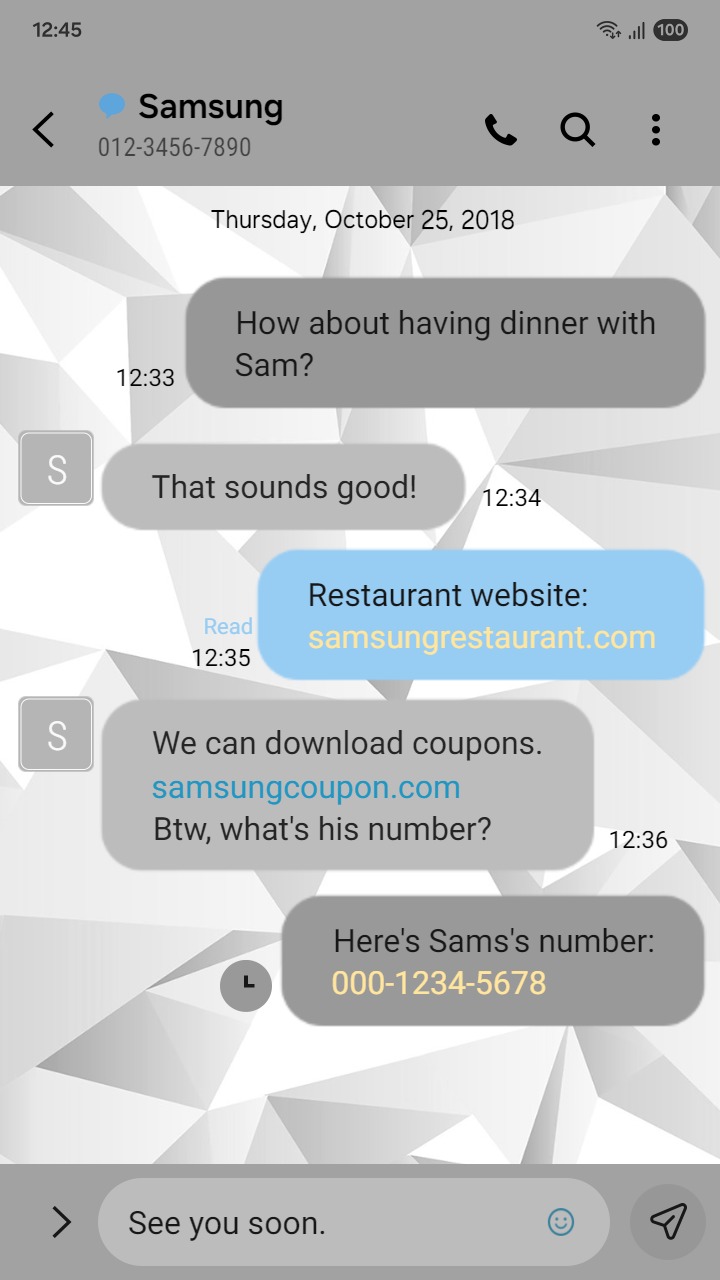 12:45
100
Samsung
012-3456-7890
Thursday, October 25, 2018
How about having dinner with
Sam?
12:33
S
That sounds good!
12:34
Restaurant website:
samsungrestaurant.com
Read
12:35
S
We can download coupons.
samsungcoupon.com
Btw, what's his number?
12:36
Here's Sams's number:
000-1234-5678
See you soon.